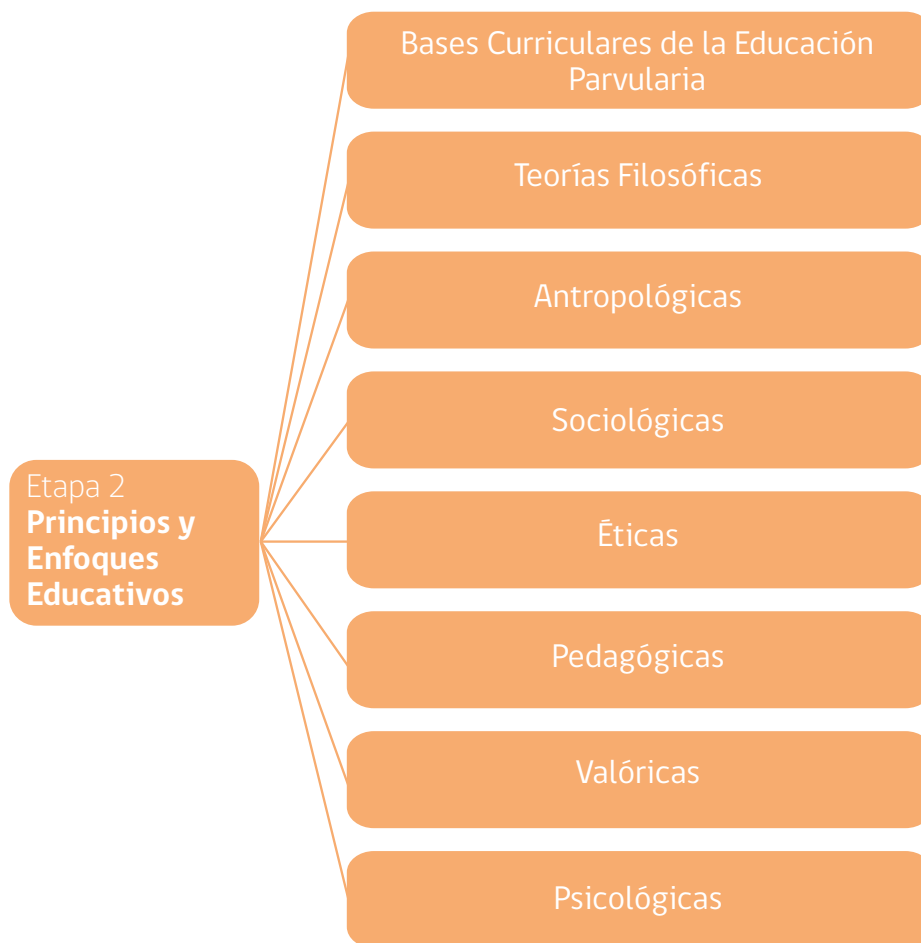 Bases Curriculares de la Educación
Parvularia
Teorías Filosóficas
Antropológicas
Sociológicas
Etapa 2
Principios y
Enfoques
Educativos
Éticas
Pedagógicas
Valóricas
Psicológicas